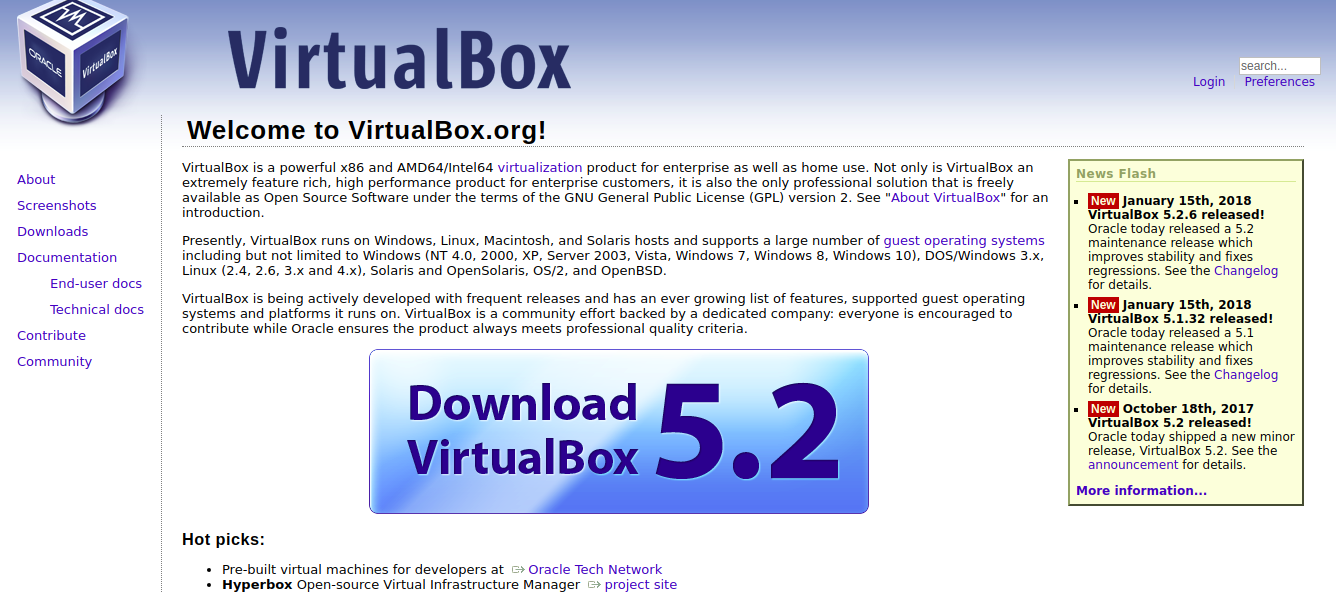 ORACLE
VirtualBox
VirtualBox
search...
Login Preferences
About
Screenshots
Downloads
Documentation
End-user docs
Technical docs
Contribute
Community
Welcome to VirtualBox.org!
VirtualBox is a powerful x86 and AMD64/Intel64 virtualization product for enterprise as well as home use. Not only is VirtualBox an
extremely feature rich, high performance product for enterprise customers, it is also the only professional solution that is freely
available as Open Source Software under the terms of the GNU General Public License (GPL) version 2. See "About VirtualBox" for an
introduction.
Presently, VirtualBox runs on Windows, Linux, Macintosh, and Solaris hosts and supports a large number of guest operating systems
including but not limited to Windows (NT 4.0, 2000, XP, Server 2003, Vista, Windows 7, Windows 8, Windows 10), DOS/Windows 3.x,
Linux (2.4, 2.6, 3.x and 4.x), Solaris and OpenSolaris, OS/2, and OpenBSD.
VirtualBox is being actively developed with frequent releases and has an ever growing list of features, supported guest operating
systems and platforms it runs on. VirtualBox is a community effort backed by a dedicated company: everyone is encouraged to
contribute while Oracle ensures the product always meets professional quality criteria.
Download
VirtualBox
5.2
Hot picks:
Pre-built virtual machines for developers at Oracle Tech Network
Hyperbox Open-source Virtual Infrastructure Manager project site
News Flash
New January 15th, 2018
VirtualBox 5.2.6 released!
Oracle today released a 5.2
maintenance release which
improves stability and fixes
regressions. See the Changelog
for details.
New January 15th, 2018
VirtualBox 5.1.32 released!
Oracle today released a 5.1
maintenance release which
improves stability and fixes
regressions. See the Changelog
for details.
New October 18th, 2017
VirtualBox 5.2 released!
Oracle today shipped a new minor
release, VirtualBox 5.2. See the
announcement for details.
More information...